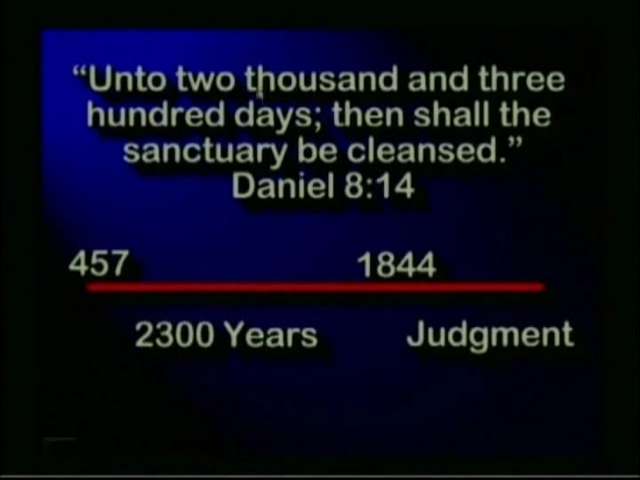 “Unto two thousand and three
hundred days; then shall the
sanctuary be cleansed.”
Daniel 8:14
457 1844
2300 Years Judgment